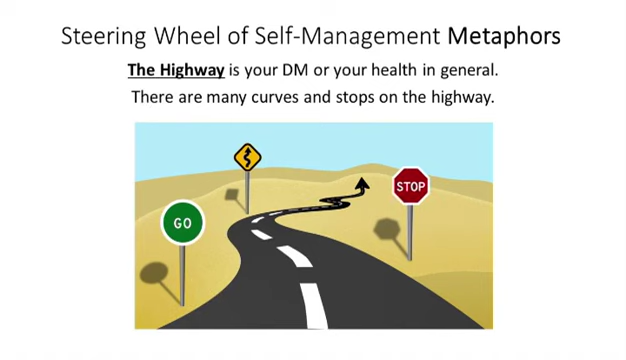 Steering Wheel of Self-Management Metaphors
The Highway is your DM or your health in general.
There are many curves and stops on the highway.
GO
STOP